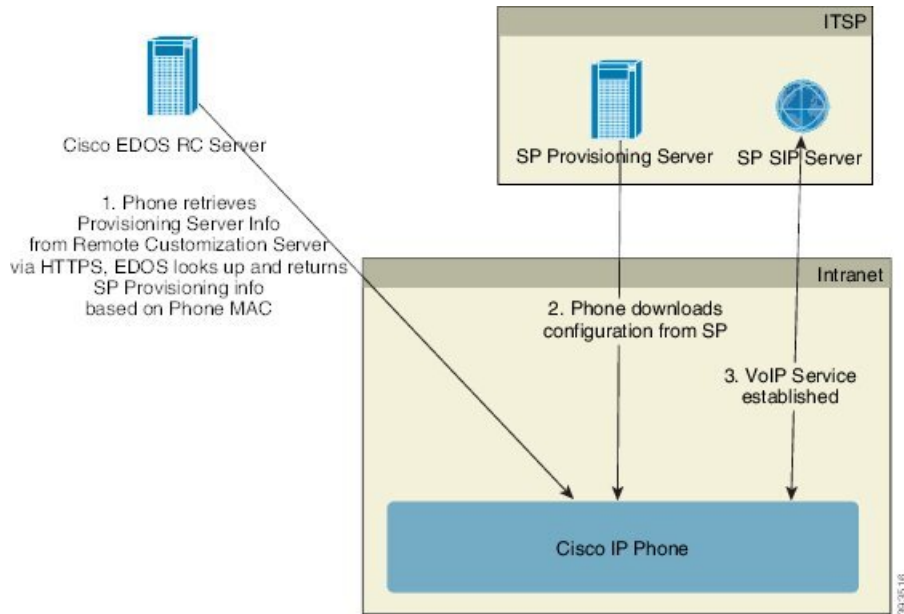 ITSP
Cisco EDOS RC Server
SP Provisioning Server
SP SIP Server
1. Phone retrieves
Provisioning Server Info
from Remote Customization Server
via HTTPS, EDOS looks up and returns
SP Provisioning info
based on Phone MAC
Intranet
2. Phone downloads
configuration from SP
3. VoIP Service
established
Cisco IP Phone